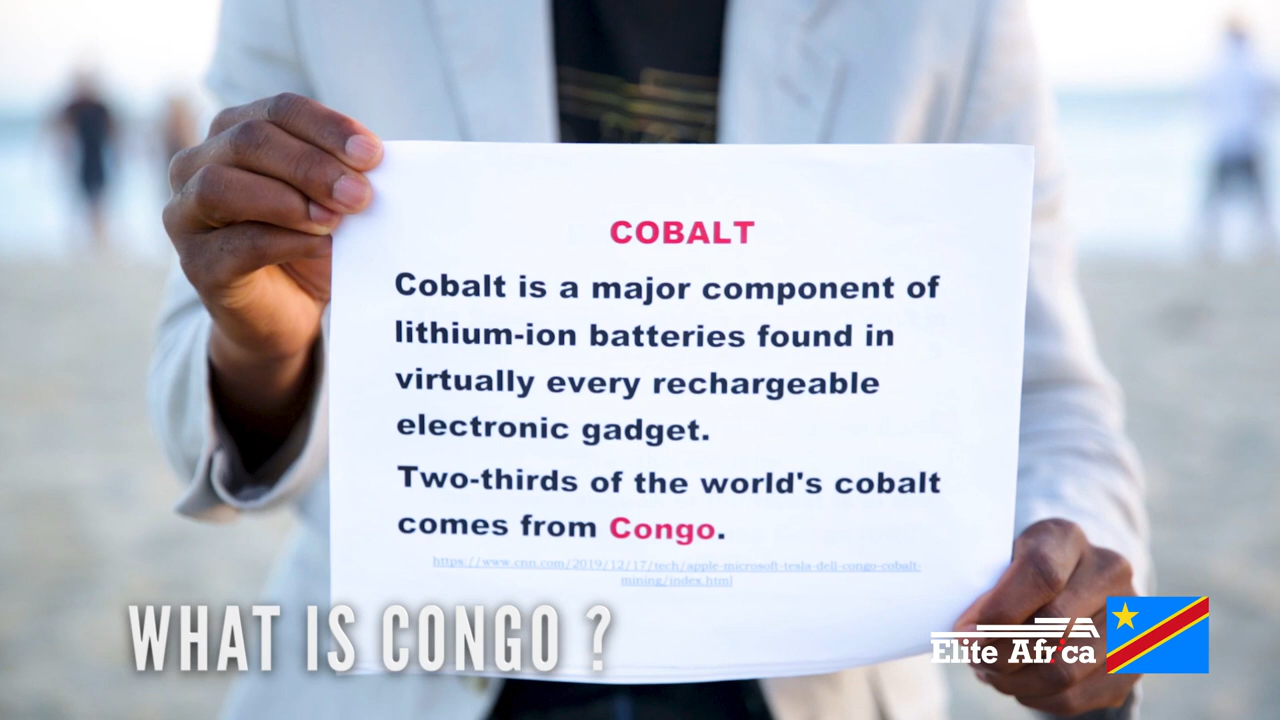 COBALT
Cobalt is a major component of
lithium-ion batteries found in
virtually every rechargeable
electronic gadget.
Two-thirds of the world's cobalt
comes from Congo.
https://www.cnn.com/2019/12/17/tech/apple-microsoft-tesla-dell-congo-cobalt-
mining/index.html
WHAT IS CONGO ?
Elite Africa